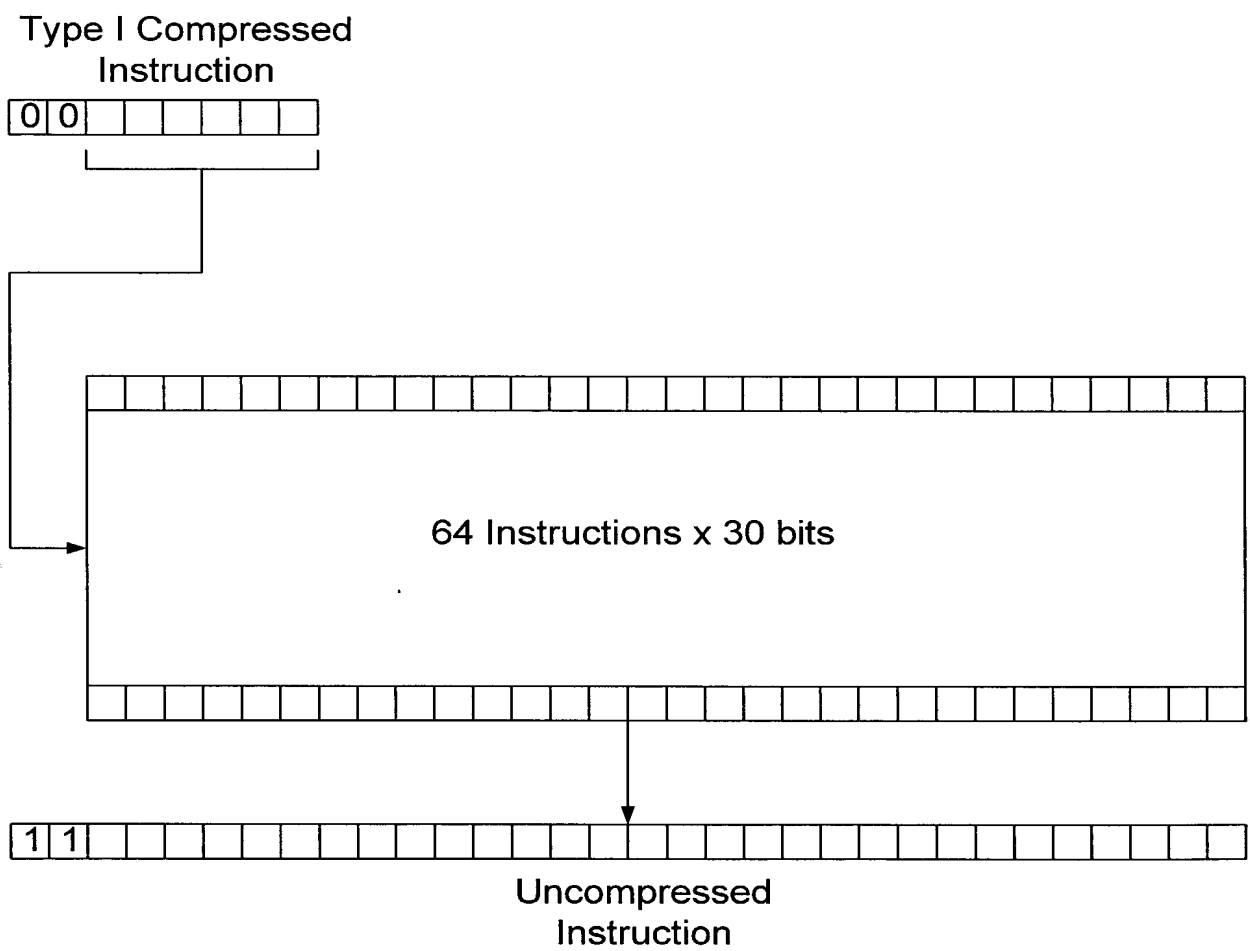 Type I Compressed
Instruction
0 0
64 Instructions x 30 bits
1 1
Uncompressed
Instruction